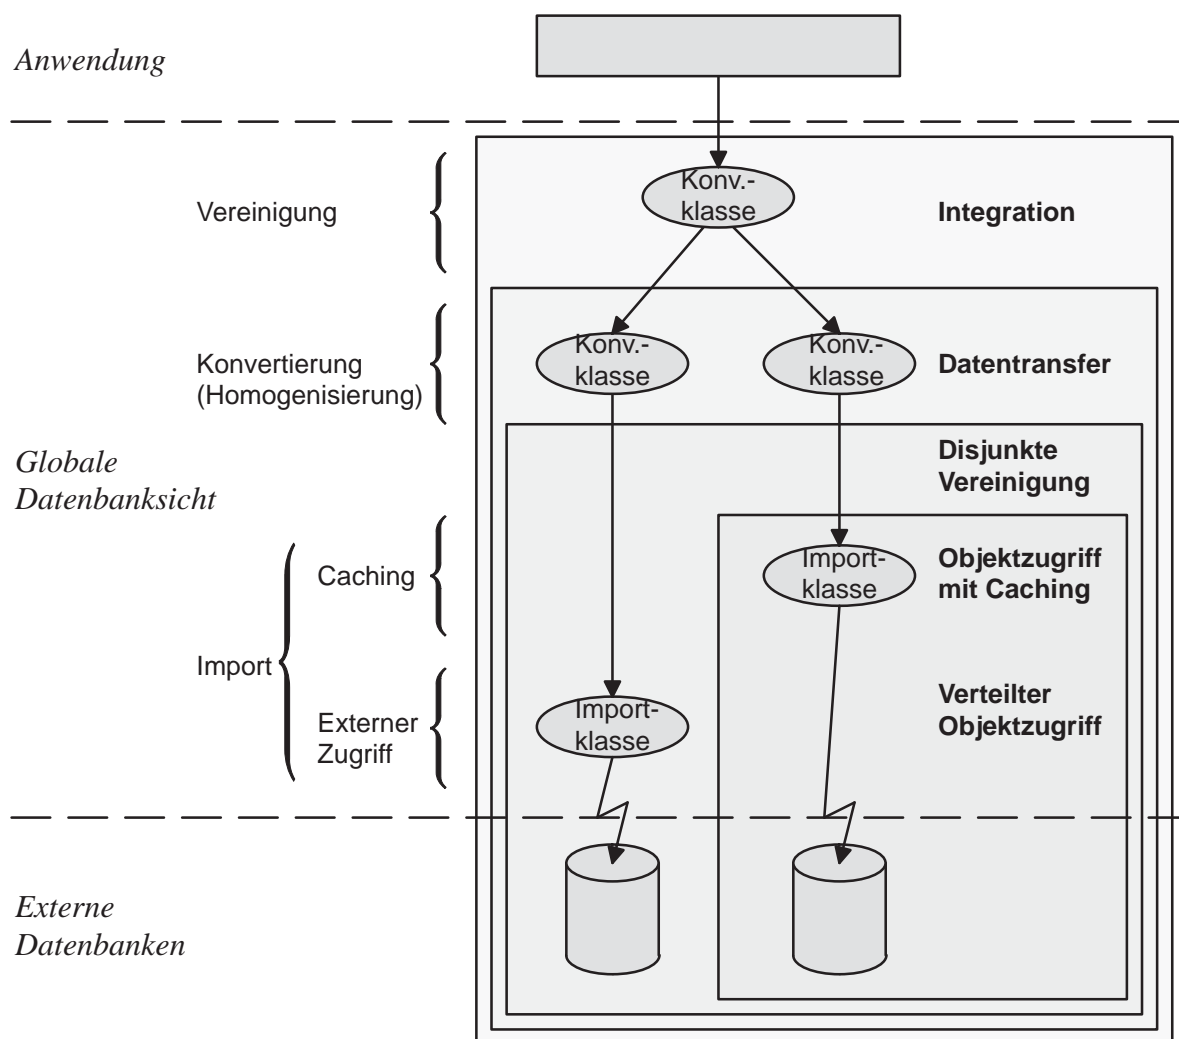 Anwendung
Konv.-
klasse
Vereinigung
Integration
Konv.-
klasse
Konv.-
klasse
Konvertierung
(Homogenisierung)
Datentransfer
Globale
Datenbanksicht
Disjunkte
Vereinigung
Caching
Import-
klasse
Objektzugriff
mit Caching
Import
Externer
Zugriff
Import-
klasse
Verteilter
Objektzugriff
Externe
Datenbanken